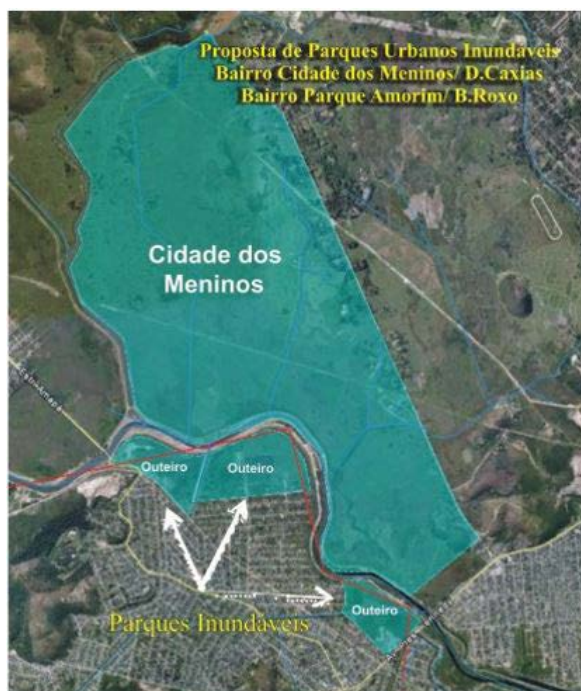 Proposta de Parques Urbanos Inundáveis
Bairro Cidade dos Meninos/ D.Caxias
Bairro Parque Amorim/ B.Roxo
Cidade dos
Meninos
Outeiro
Outeiro
Outeiro
Parques Inundáveis